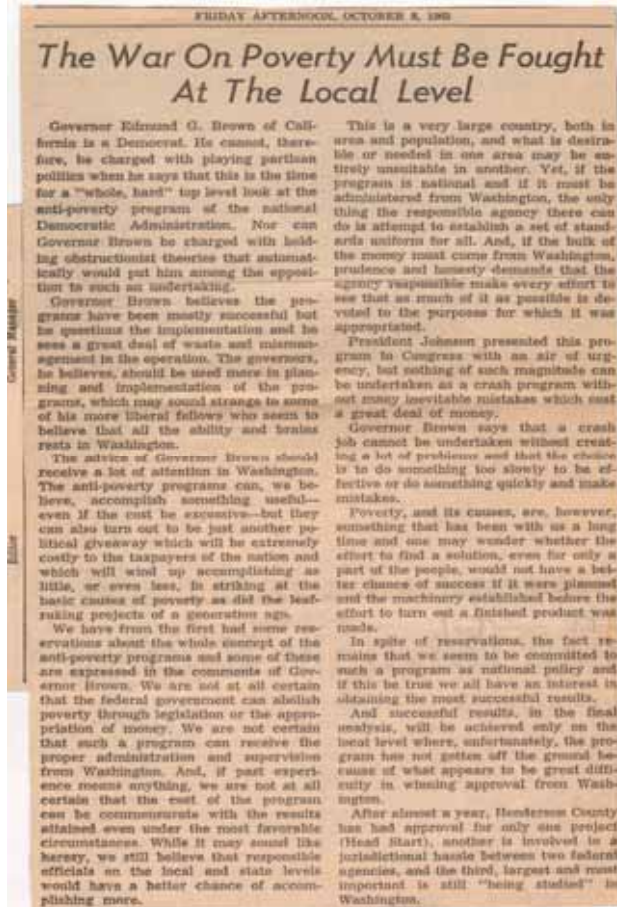 FRIDAY AFTERNOON, OCTOBER 8, 1965
The War On Poverty Must Be Fought
At The Local Level
Governor Edmund G. Brown of Cali-
fornia is a Democrat. He cannot, there-
fore, be charged with playing partisan
politics when he says that this is the time
for a "whole, hard" top level look at the
anti-poverty program of the national
Democratic Administration. Nor can
Governor Brown be charged with hold-
ing obstructionist theories that automat-
ically would put him among the opposi-
tion to such an undertaking.
Governor Brown believes the pro-
grams have been mostly successful but
he questions the implementation and he
sees a great deal of waste and misman-
agement in the operation. The governors,
he believes, should be used more in plan-
ning and implementation of the pro-
grams, which may sound strange to some
of his more liberal fellows who seem to
believe that all the ability and brains
rests in Washington.
The advice of Governor Brown should
receive a lot of attention in Washington.
The anti-poverty programs can, we be-
lieve, accomplish something useful—
even if the cost be excessive—but they
can also turn out to be just another po-
litical giveaway which will be extremely
costly to the taxpayers of the nation and
which will wind up accomplishing as
little, or even less, in striking at the
basic causes of poverty as did the leaf-
raking projects of a generation ago.
We have from the first had some res-
ervations about the whole concept of the
anti-poverty programs and some of these
are expressed in the comments of Gov-
ernor Brown. We are not at all certain
that the federal government can abolish
poverty through legislation or the appro-
priation of money. We are not certain
that such a program can receive the
proper administration and supervision
from Washington. And, if past experi-
ence means anything, we are not at all
certain that the cost of the program
can be commensurate with the results
attained even under the most favorable
circumstances. While it may sound like
heresy, we still believe that responsible
officials on the local and state levels
would have a better chance of accom-
plishing more.
This is a very large country, both in
area and population, and what is desira-
ble or needed in one area may be en-
tirely unsuitable in another. Yet, if the
program is national and if it must be
administered from Washington, the only
thing the responsible agency there can
do is attempt to establish a set of stand-
ards uniform for all. And, if the bulk of
the money must come from Washington,
prudence and honesty demands that the
agency responsible make every effort to
see that as much of it as possible is de-
voted to the purposes for which it was
appropriated.
President Johnson presented this pro-
gram to Congress with an air of urg-
ency, but nothing of such magnitude can
be undertaken as a crash program with-
out many inevitable mistakes which cost
a great deal of money.
Governor Brown says that a crash
job cannot be undertaken without creat-
ing a lot of problems and that the choice
is to do something too slowly to be ef-
fective or do something quickly and make
mistakes.
Poverty, and its causes, are, however,
something that has been with us a long
time and one may wonder whether the
effort to find a solution, even for only a
part of the people, would not have a bet-
ter chance of success if it were planned
and the machinery established before the
effort to turn out a finished product was
made.
In spite of reservations, the fact re-
mains that we seem to be committed to
such a program as national policy and
if this be true we all have an interest in
obtaining the most successful results.
And successful results, in the final
analysis, will be achieved only on the
local level where, unfortunately, the pro-
gram has not gotten off the ground be-
cause of what appears to be great diffi-
culty in winning approval from Wash-
ington.
After almost a year, Henderson County
has had approval for only one project
(Head Start), another is involved in a
jurisdictional hassle between two federal
agencies, and the third, largest and most
important is still "being studied" in
Washington.
General Manager
Editor